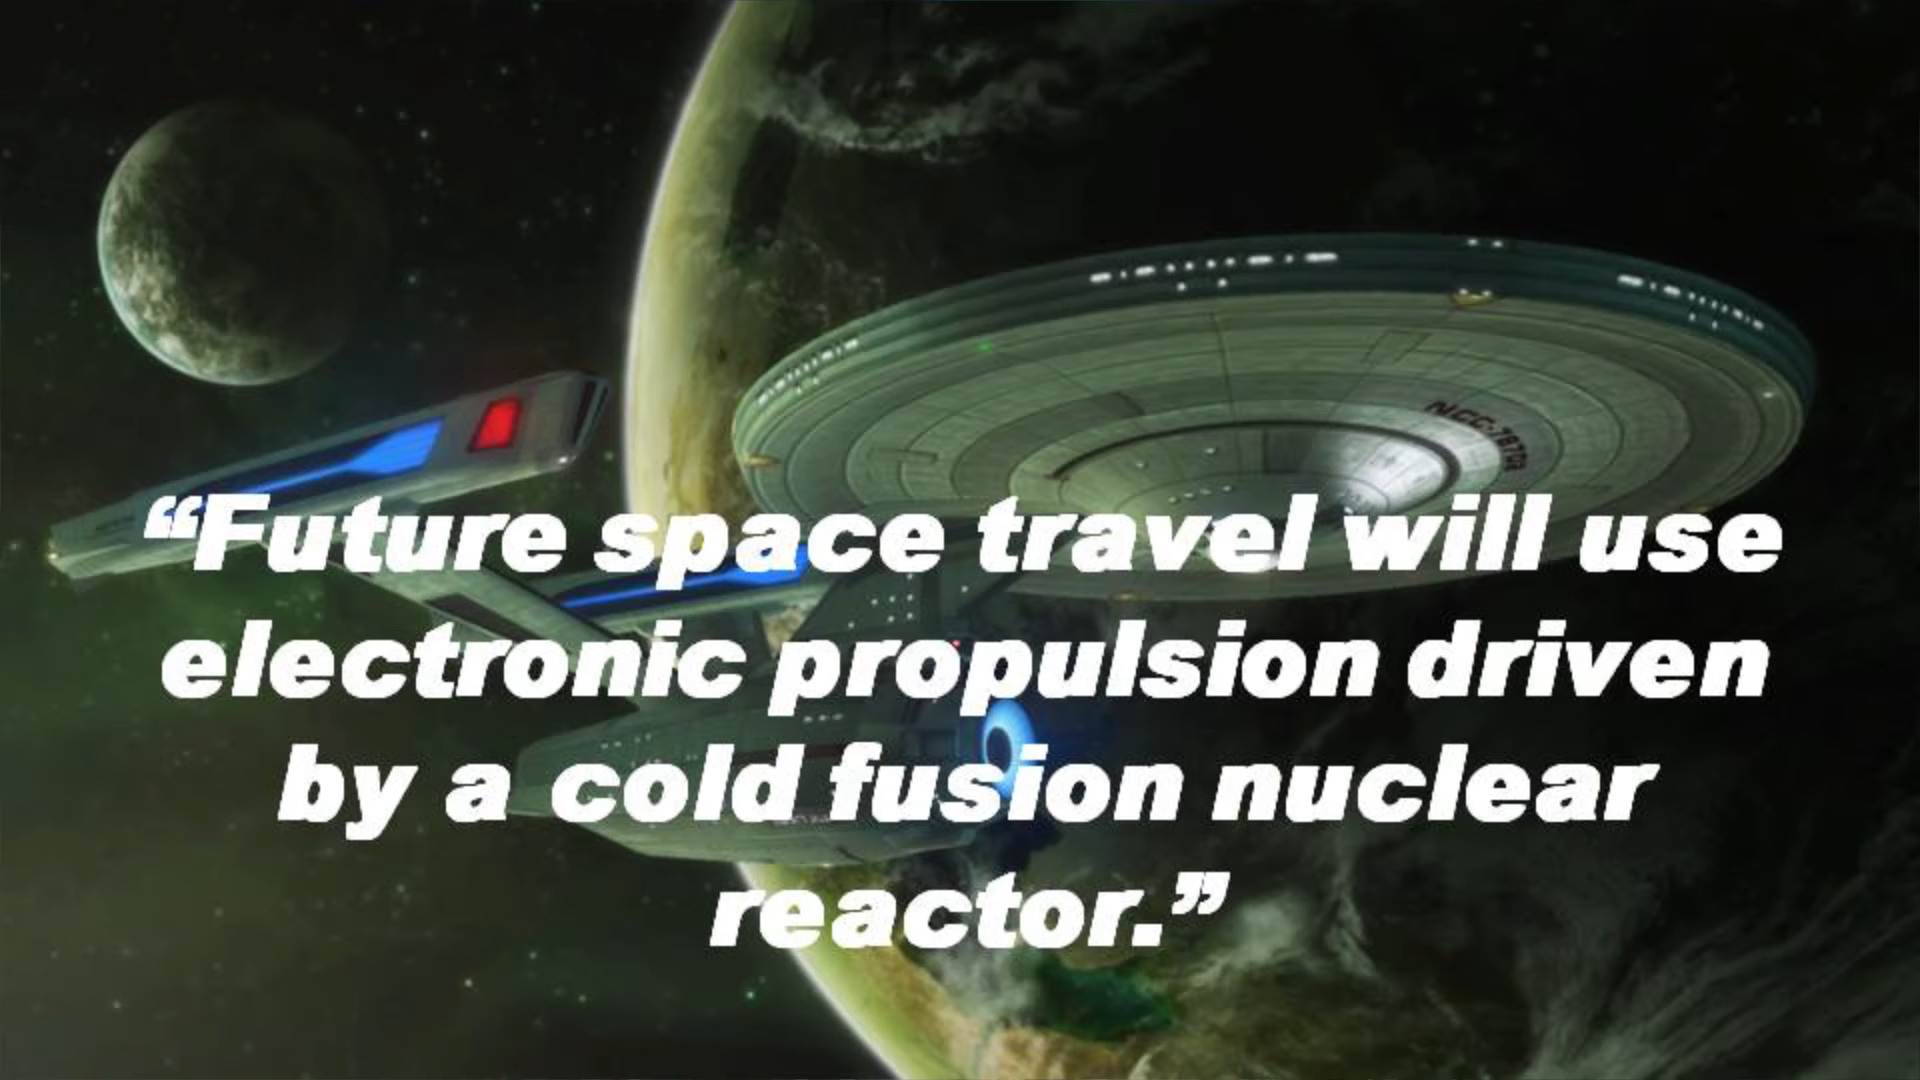 “Future space travel will use
electronic propulsion driven
by a cold fusion nuclear
reactor.”